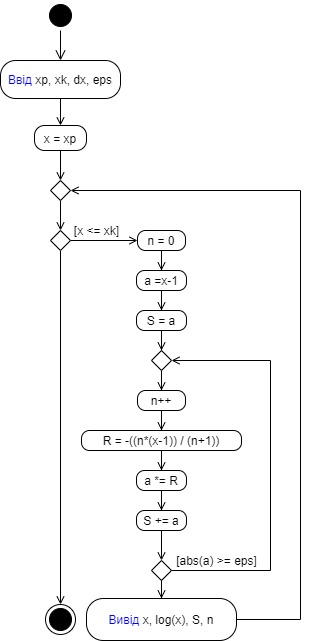 Ввід xp, xk, dx, eps
x = xp
[x <= xk]
n = 0
a =x-1
S = a
n++
R = -((n*(x-1)) / (n+1))
a *= R
S += a
[abs(a) >= eps]
Вивід x, log(x), S, n